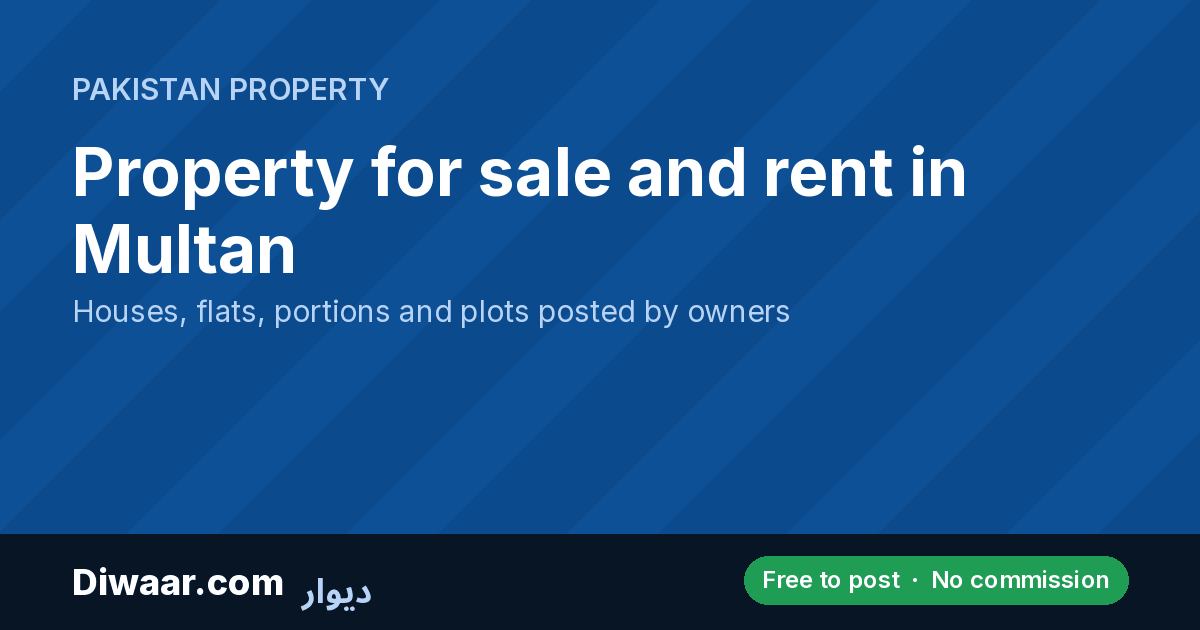 PAKISTAN PROPERTY
Property for sale and rent in
Multan
Houses, flats, portions and plots posted by owners
Diwaar.com دیوار
Free to post · No commission